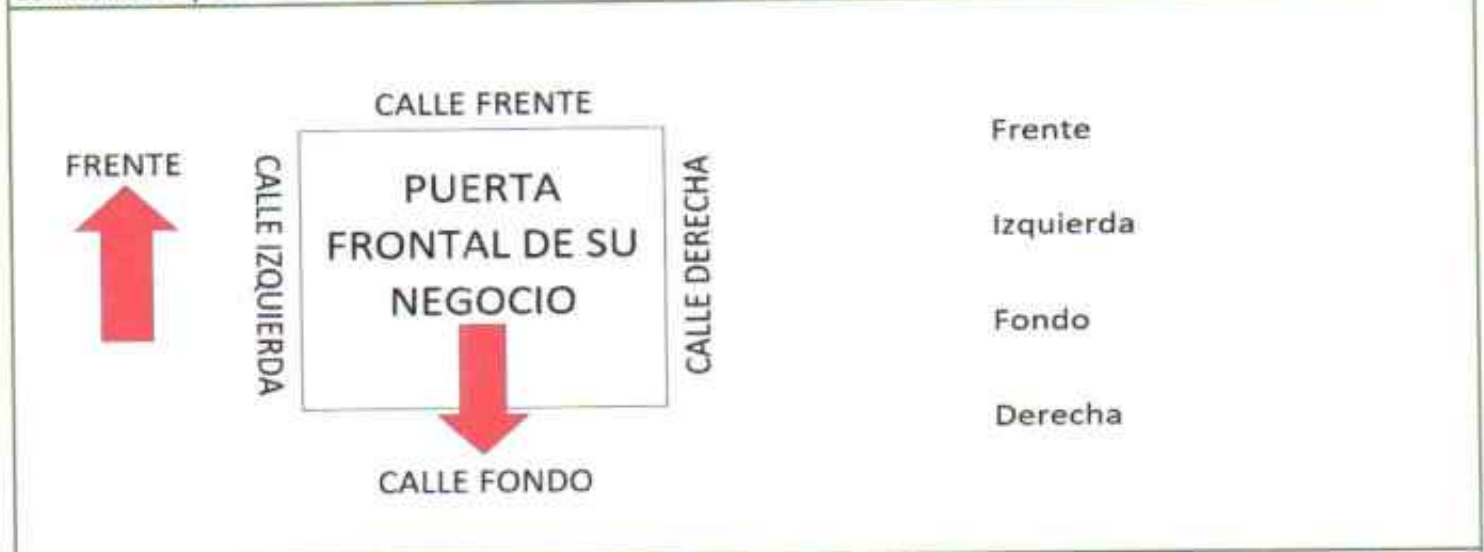 CALLE FRENTE
FRENTE
CALLE IZQUIERDA
PUERTA
FRONTAL DE SU
NEGOCIO
CALLE DERECHA
CALLE FONDO
Frente
Izquierda
Fondo
Derecha